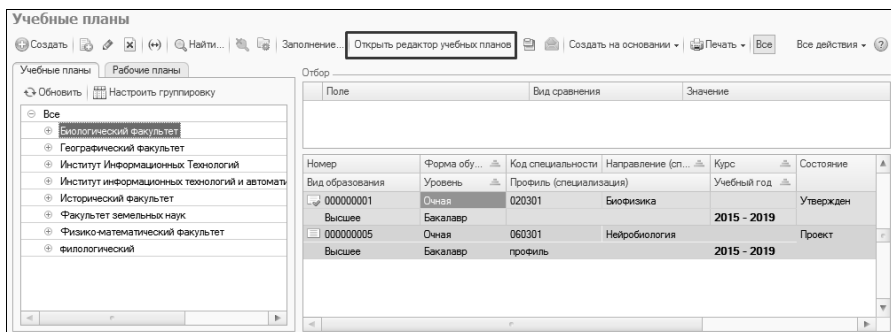 Учебные планы
Создать Найти... Заполнение... Открыть редактор учебных планов Создать на основании Печать Все Все действия ?
Учебные планы Рабочие планы
Обновить Настроить группировку
Все
Биологический факультет
Географический факультет
Институт Информационных Технологий
Институт информационных технологий и автомати
Исторический факультет
Факультет земельных наук
Физико-математический факультет
филологический
Отбор
Поле Вид сравнения Значение
Номер Форма обу... Код специальности Направление (сп... Курс Состояние
Вид образования Уровень Профиль (специализация) Учебный год
000000001 Очная 020301 Биофизика Утвержден
Высшее Бакалавр 2015 - 2019
000000005 Очная 060301 Нейробиология Проект
Высшее Бакалавр профиль 2015 - 2019